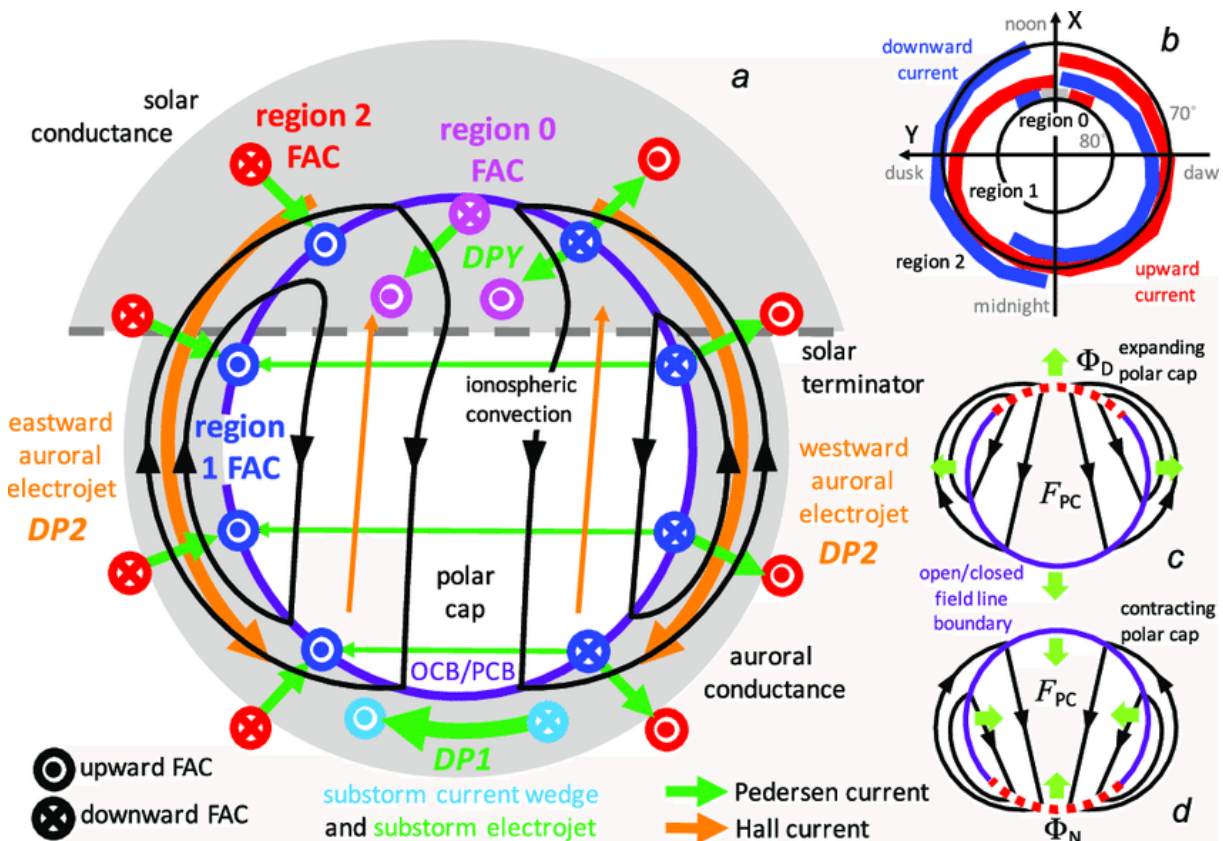 a
solar
conductance
region 2
FAC
region 0
FAC
DPY
solar
terminator
ionospheric
convection
region
1 FAC
eastward
auroral
electrojet
DP2
westward
auroral
electrojet
DP2
polar
cap
OCB/PCB
auroral
conductance
DP1
substorm current wedge
and substorm electrojet
upward FAC
downward FAC
Pedersen current
Hall current
b
noon
X
downward
current
region 0
80°
70°
Y
dusk
daw
region 1
region 2
midnight
upward
current
ΦD
expanding
polar cap
FPC
c
open/closed
field line
boundary
d
contracting
polar cap
FPC
ΦN